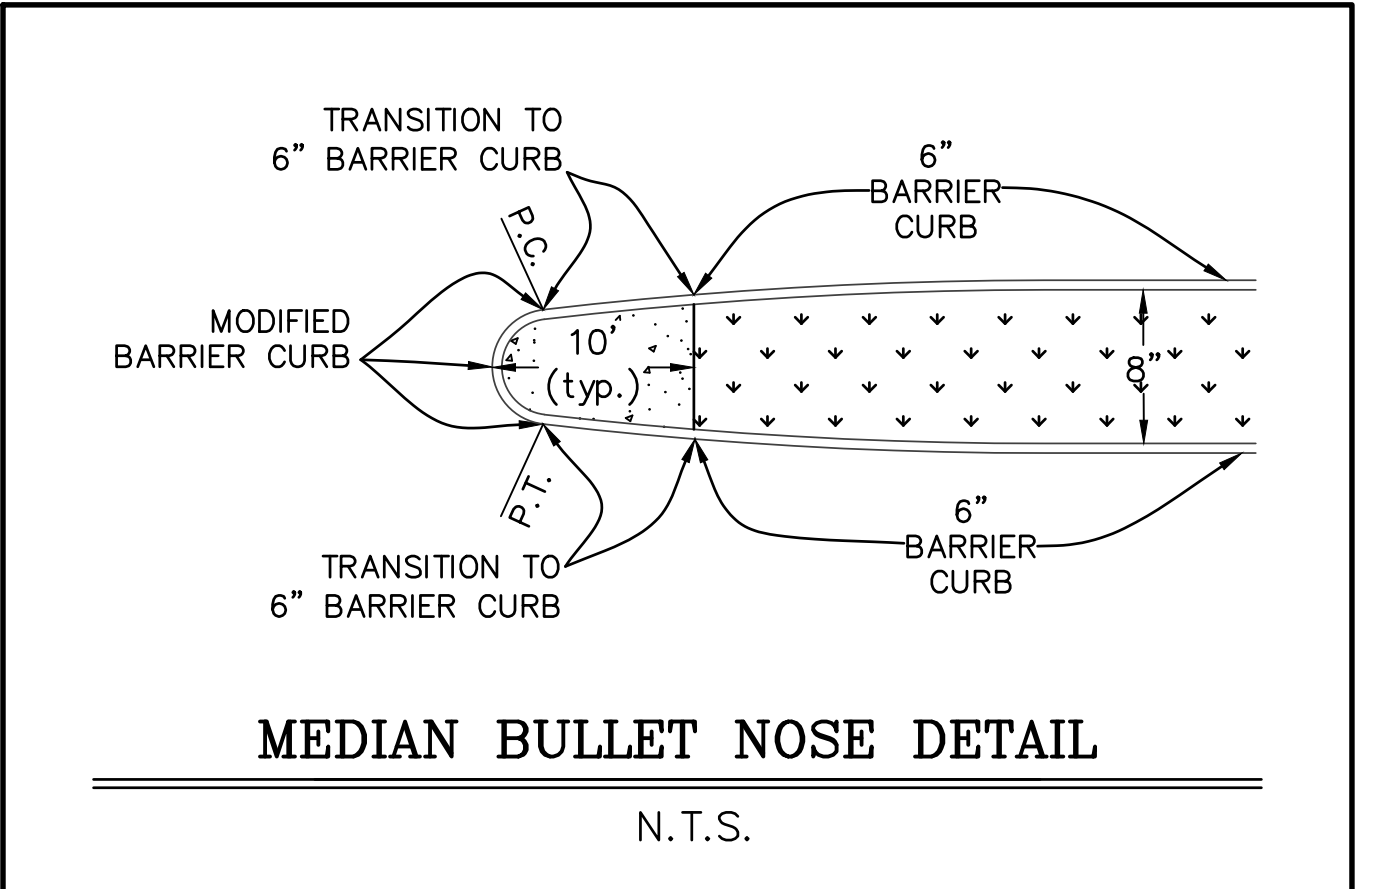 TRANSITION TO
6” BARRIER CURB
6”
BARRIER
CURB
P.C.
MODIFIED
BARRIER CURB
10’
(typ.)
8”
P.T.
6”
BARRIER
CURB
TRANSITION TO
6” BARRIER CURB
MEDIAN BULLET NOSE DETAIL
N.T.S.